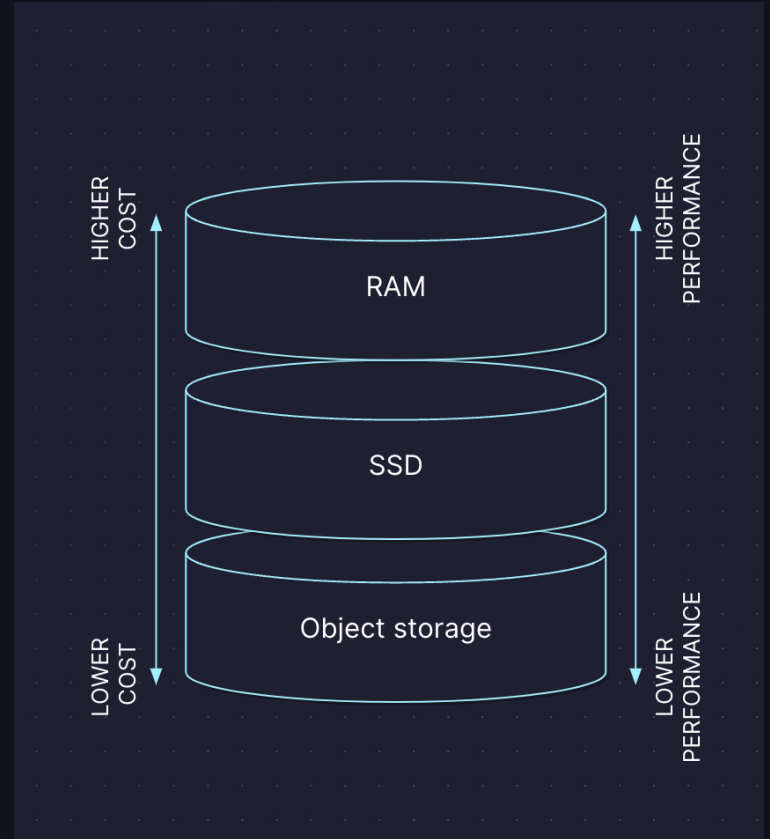 HIGHER
COST
HIGHER
PERFORMANCE
RAM
SSD
Object storage
LOWER
COST
LOWER
PERFORMANCE